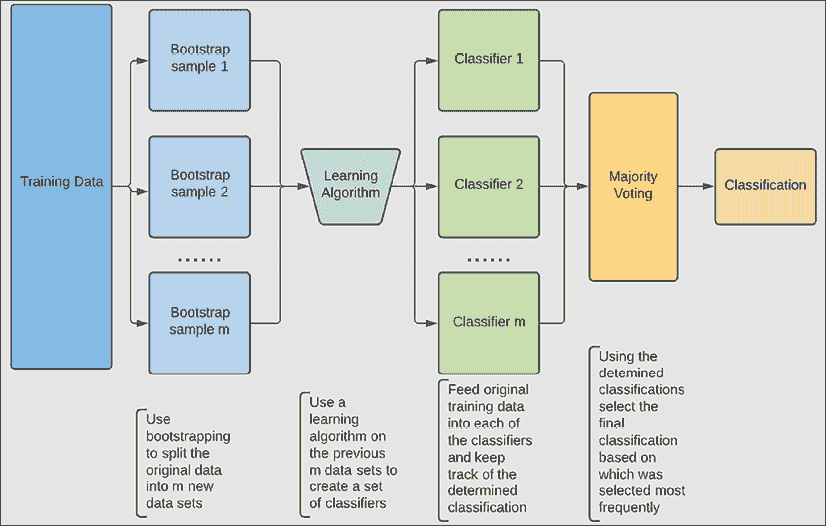 Training Data
Bootstrap
sample 1
Bootstrap
sample 2
......
Bootstrap
sample m
Learning
Algorithm
Classifier 1
Classifier 2
......
Classifier m
Majority
Voting
Classification
Use
bootstrapping
to split the
original data
into m new
data sets
Use a
learning
algorithm on
the previous
m data sets to
create a set
of classifiers
Feed original
training data
into each of
the classifiers
and keep
track of the
determined
classification
Using the
detemined
classifications
select the
final
classification
based on
which was
selected most
frequently